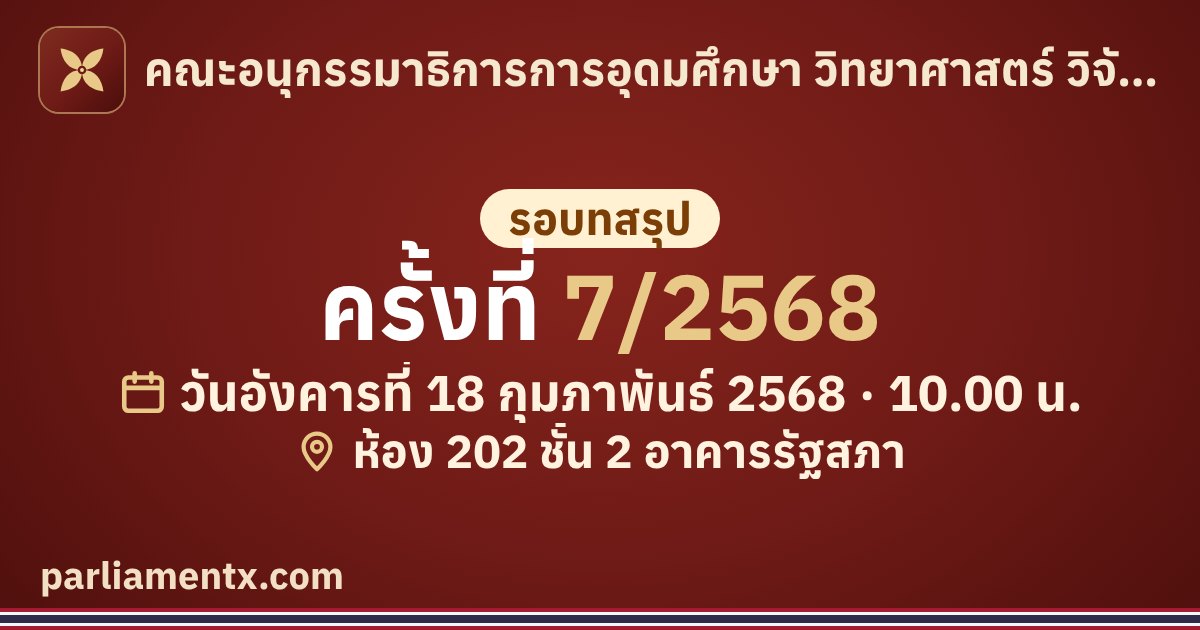 คณะอนุกรรมาธิการการอุดมศึกษา วิทยาศาสตร์ วิจั...
รอบทสรุป
ครั้งที่ 7/2568
วันอังคารที่ 18 กุมภาพันธ์ 2568 · 10.00 น.
ห้อง 202 ชั้น 2 อาคารรัฐสภา
parliamentx.com